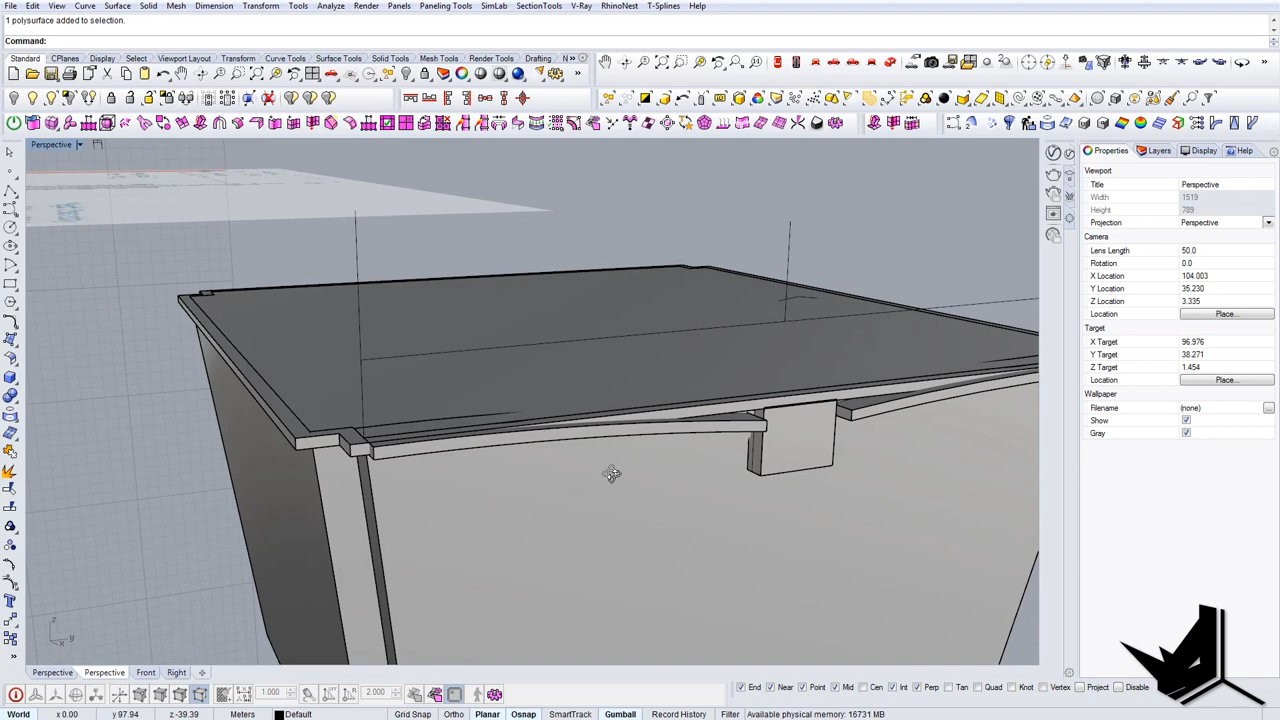 File Edit View Curve Surface Solid Mesh Dimension Transform Tools Analyze Render Panels Paneling Tools SimLab SectionTools V-Ray RhinoNest T-Splines Help
1 polysurface added to selection.
Command:
Standard CPlanes Display Select Viewport Layout Transform Curve Tools Surface Tools Solid Tools Mesh Tools Render Tools Drafting N »
Perspective
Properties Layers Display Help
Viewport
Title Perspective
Width 1519
Height 789
Projection Perspective
Camera
Lens Length 50.0
Rotation 0.0
X Location 104.003
Y Location 35.230
Z Location 3.335
Location Place...
Target
X Target 96.976
Y Target 38.271
Z Target 1.454
Location Place...
Wallpaper
Filename (none) ...
Show
Gray
z
y
x
Perspective Perspective Front Right
1.000 2.000
End Near Point Mid Cen Int Perp Tan Quad Knot Vertex Project Disable
World x 0.00 y 97.94 z -39.39 Meters Default Grid Snap Ortho Planar Osnap SmartTrack Gumball Record History Filter Available physical memory: 16731 MB